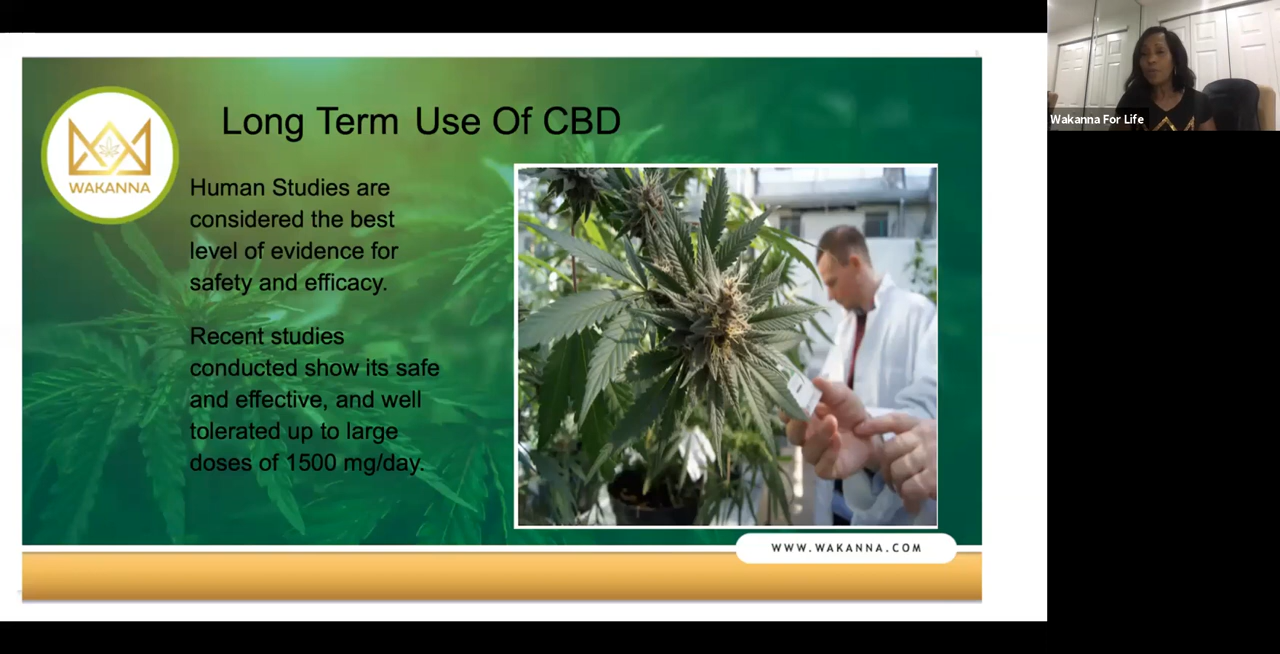 Long Term Use Of CBD
WAKANNA
Human Studies are
considered the best
level of evidence for
safety and efficacy.
Recent studies
conducted show its safe
and effective, and well
tolerated up to large
doses of 1500 mg/day.
WWW.WAKANNA.COM
Wakanna For Life